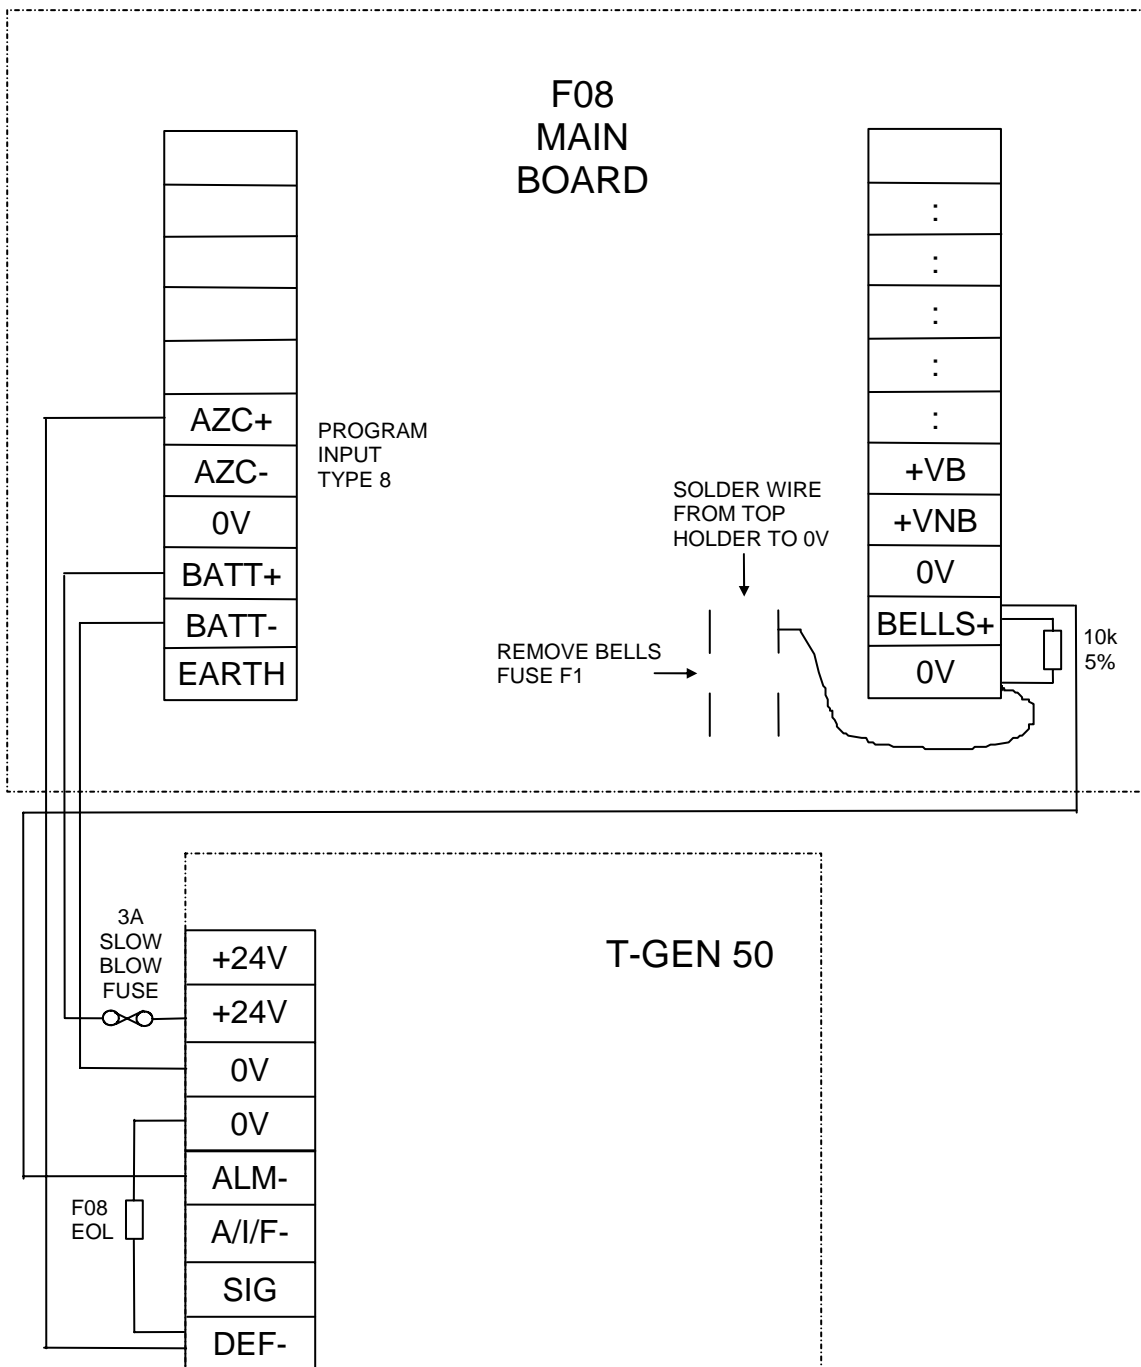 F08
MAIN
BOARD
AZC+
AZC-
0V
BATT+
BATT-
EARTH
PROGRAM
INPUT
TYPE 8
SOLDER WIRE
FROM TOP
HOLDER TO 0V
REMOVE BELLS
FUSE F1
:
:
:
:
:
+VB
+VNB
0V
BELLS+
0V
10k
5%
3A
SLOW
BLOW
FUSE
T-GEN 50
+24V
+24V
0V
0V
ALM-
A/I/F-
SIG
DEF-
F08
EOL